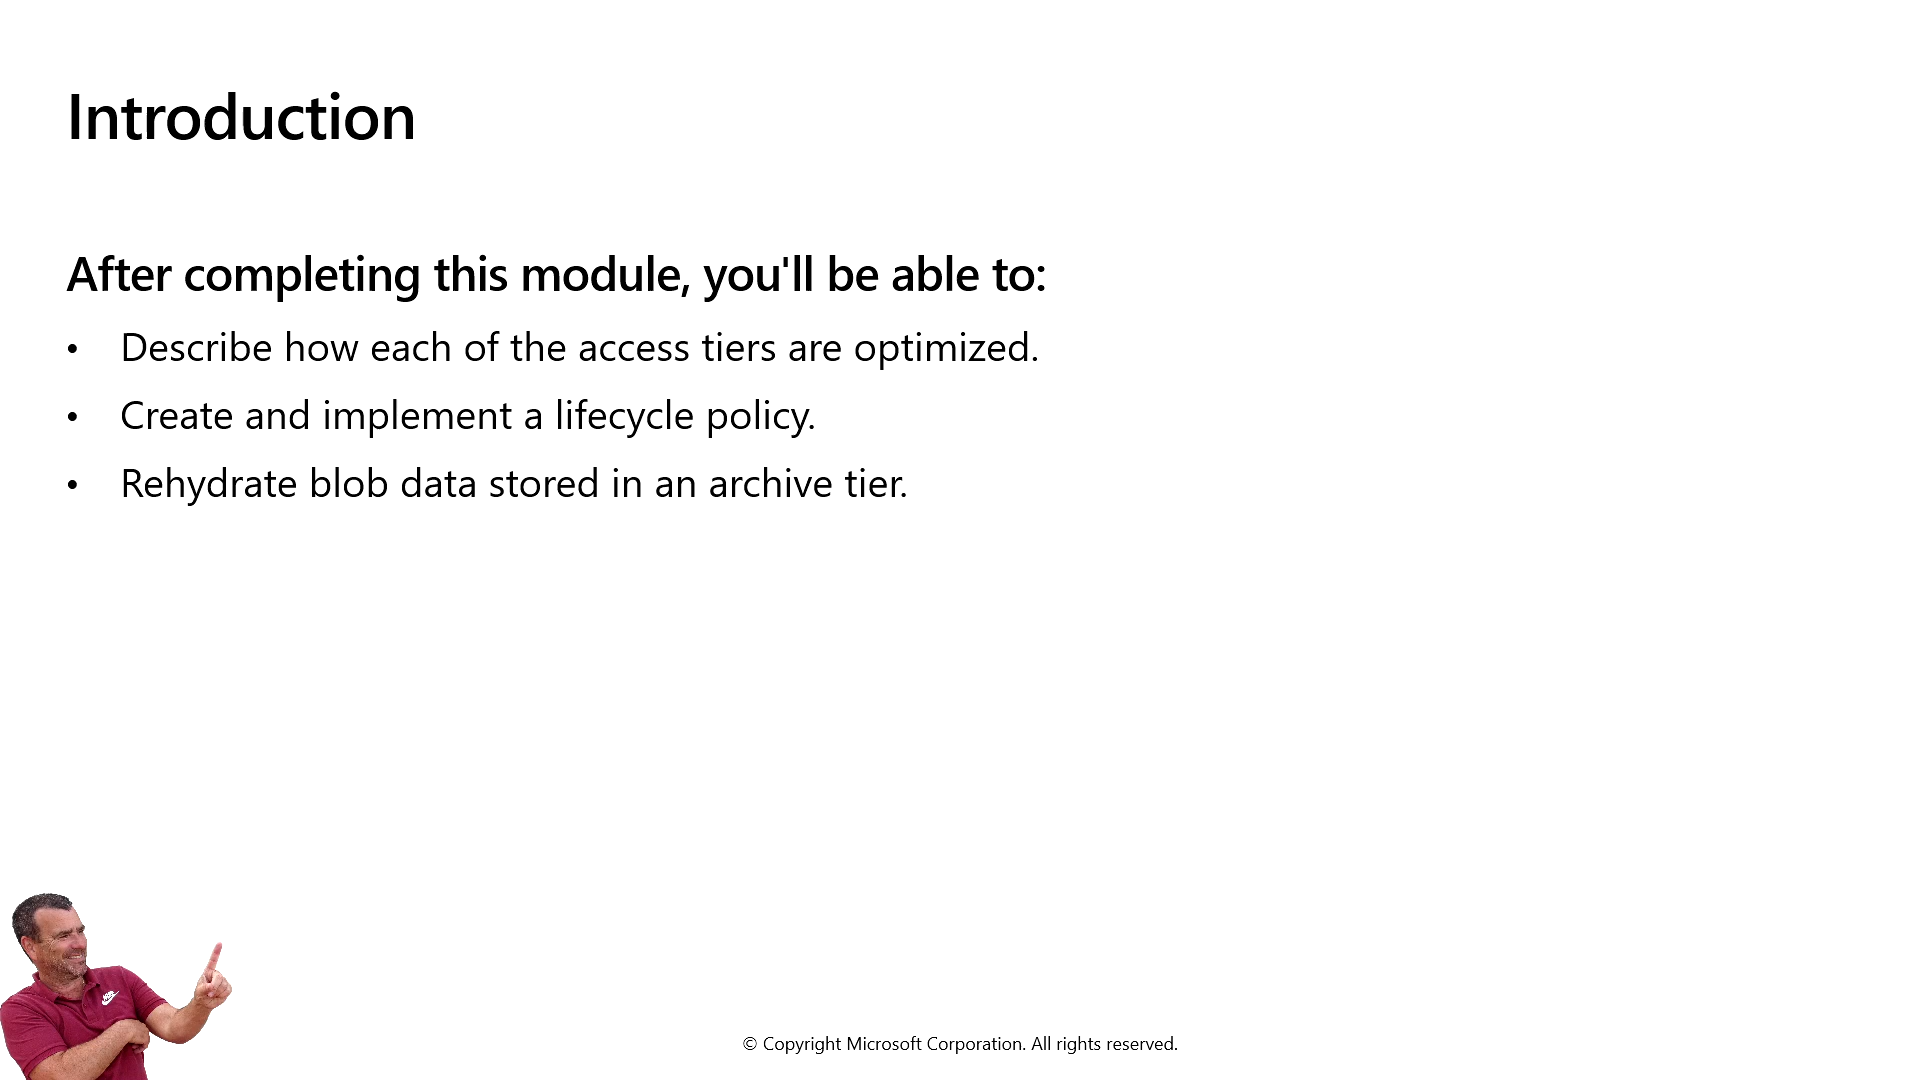 Introduction
After completing this module, you'll be able to:
• Describe how each of the access tiers are optimized.
• Create and implement a lifecycle policy.
• Rehydrate blob data stored in an archive tier.
© Copyright Microsoft Corporation. All rights reserved.